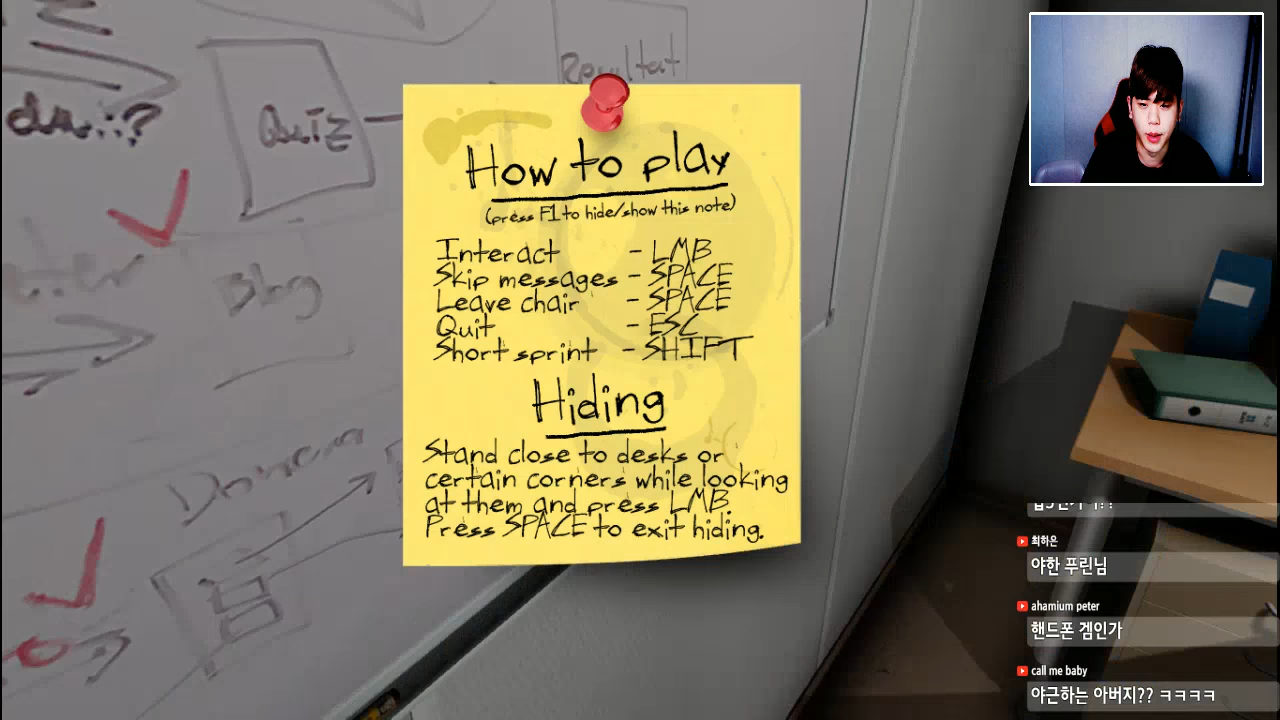 Resultat
Quiz
Blog
How to play
(press F1 to hide/show this note)
Interact - LMB
Skip messages - SPACE
Leave chair - SPACE
Quit - ESC
Short sprint - SHIFT
Hiding
Stand close to desks or
certain corners while looking
at them and press LMB.
Press SPACE to exit hiding.
최하은
야한 푸린님
ahamium peter
핸드폰 겜인가
call me baby
야근하는 아버지?? ㅋㅋㅋㅋ